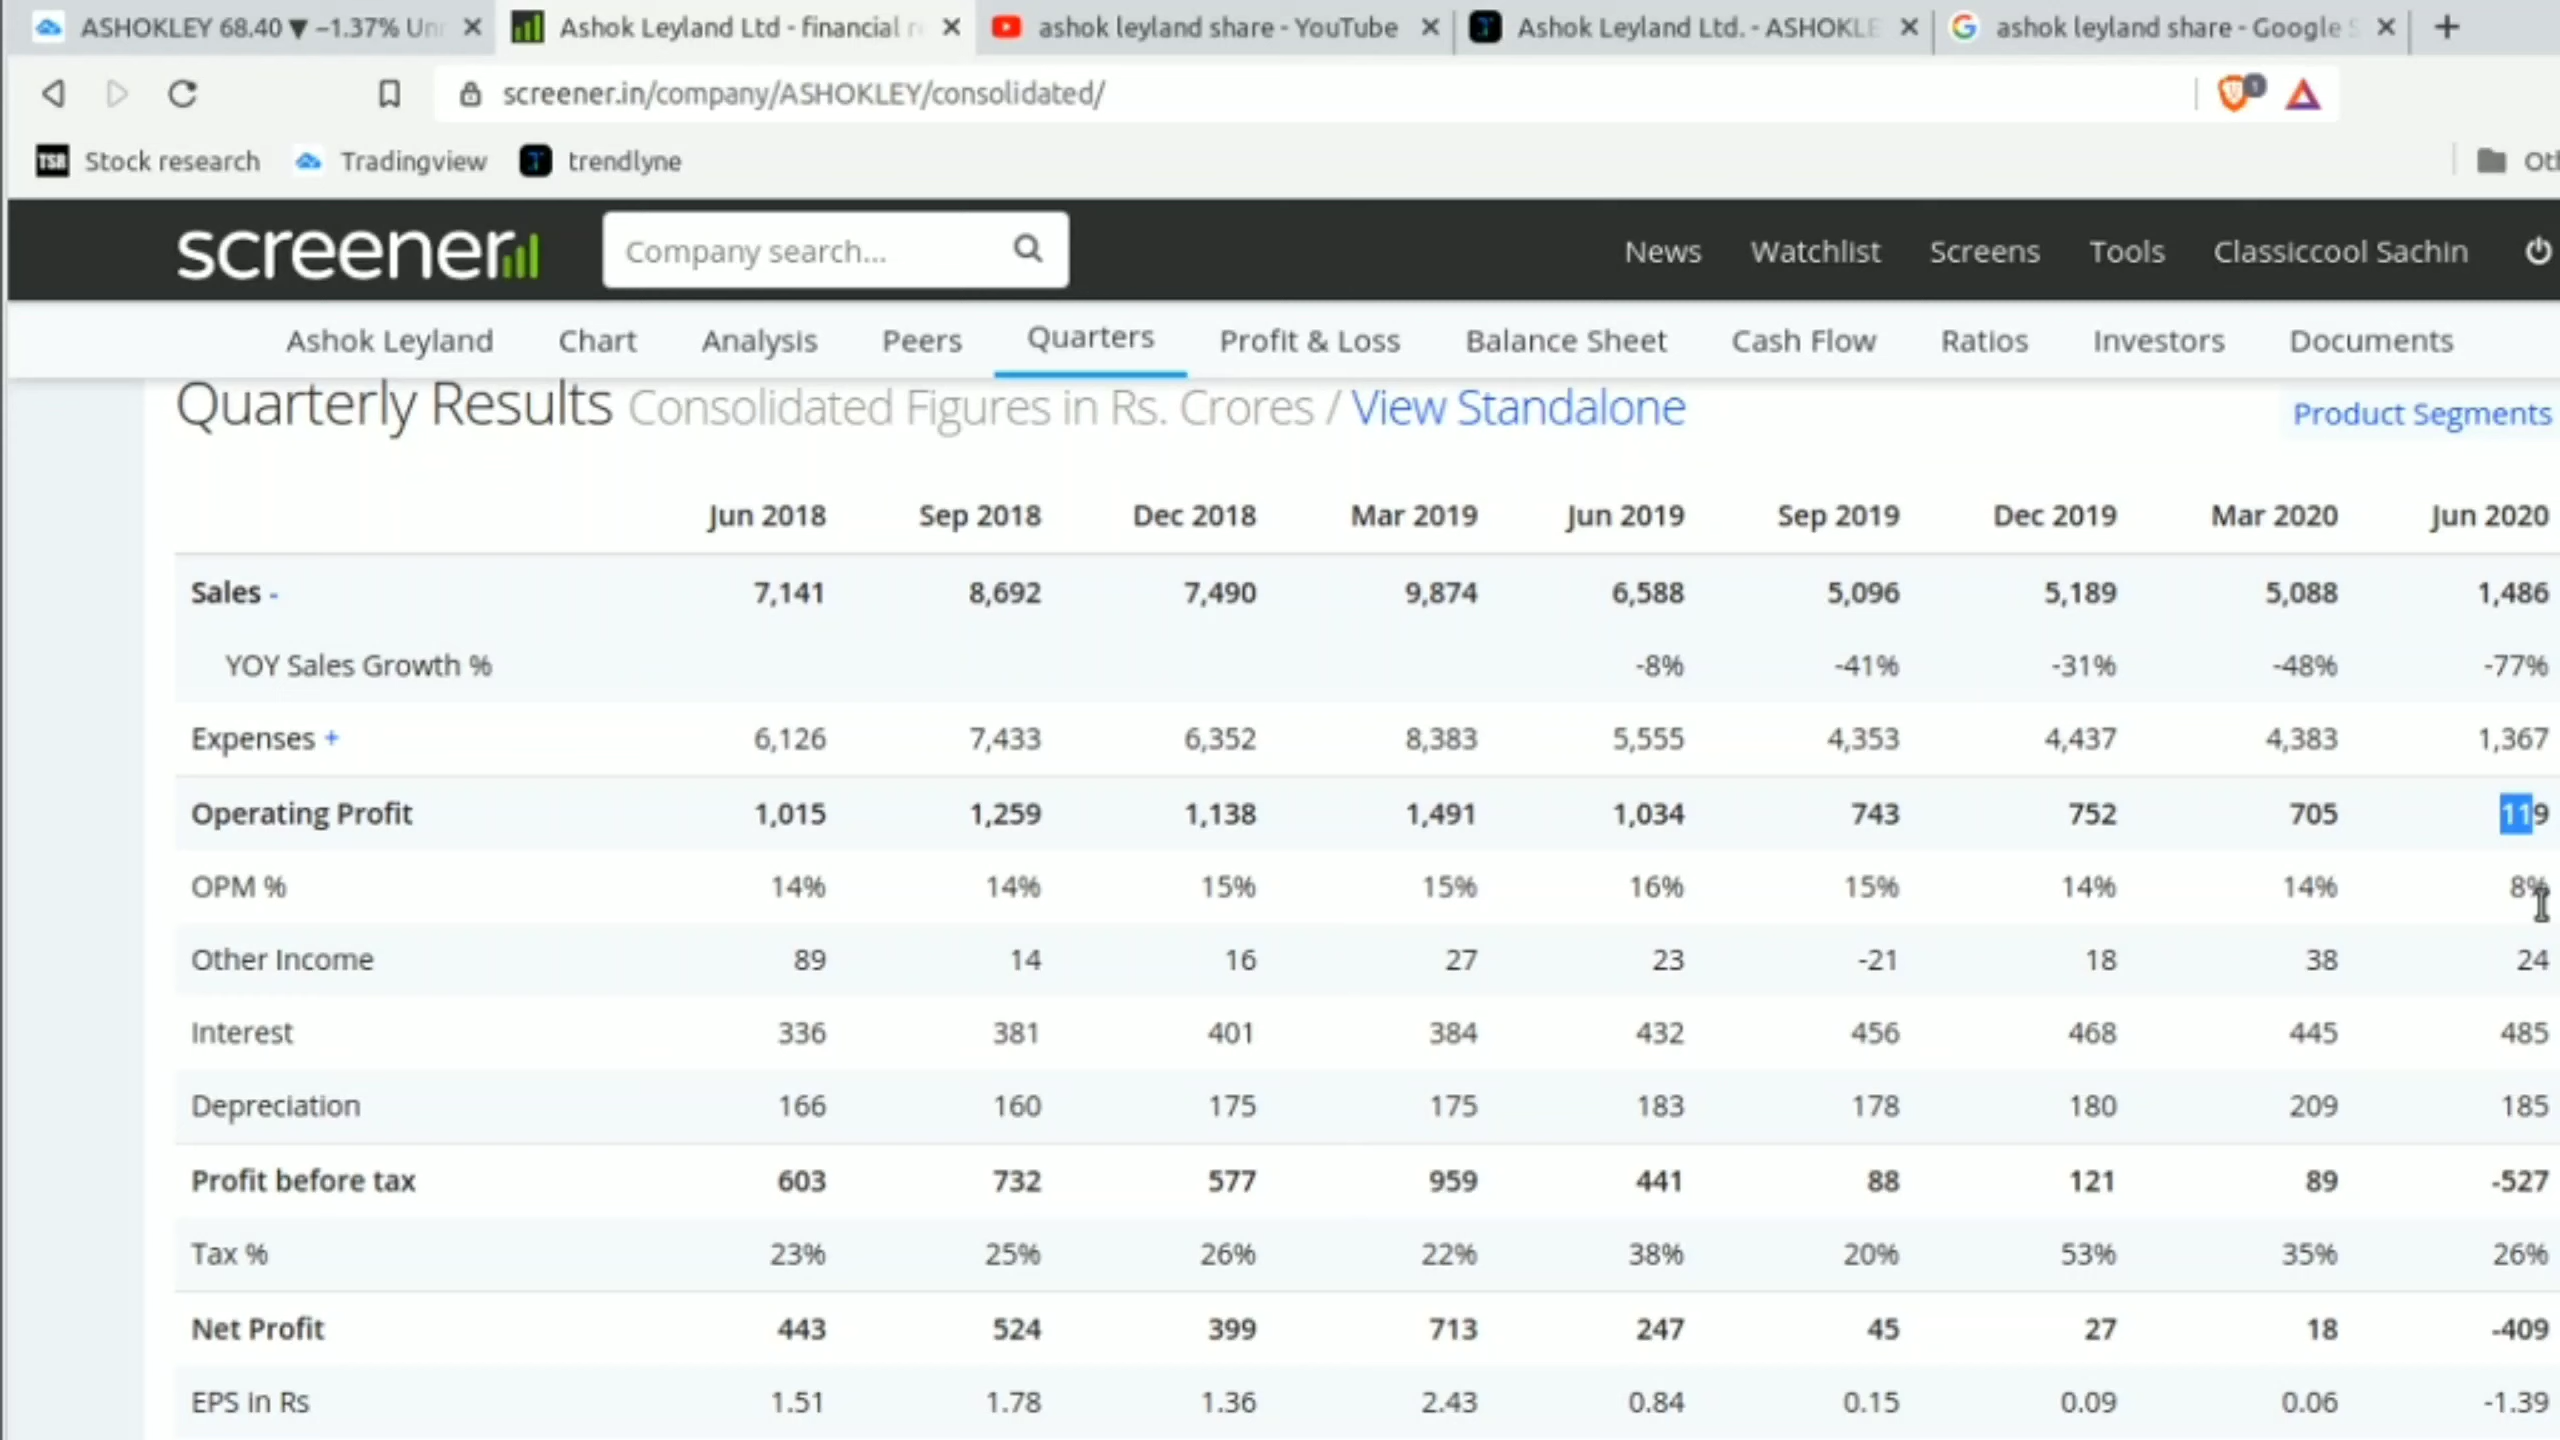 ASHOKLEY 68.40 ▼ −1.37% Un
Ashok Leyland Ltd - financial r
ashok leyland share - YouTube
Ashok Leyland Ltd. - ASHOKLE
ashok leyland share - Google S
screener.in/company/ASHOKLEY/consolidated/
1
TSR Stock research Tradingview trendlyne
screener
Company search...
News Watchlist Screens Tools Classiccool Sachin
Ashok Leyland Chart Analysis Peers Quarters Profit & Loss Balance Sheet Cash Flow Ratios Investors Documents
Quarterly Results Consolidated Figures in Rs. Crores / View Standalone
Product Segments
Jun 2018 Sep 2018 Dec 2018 Mar 2019 Jun 2019 Sep 2019 Dec 2019 Mar 2020 Jun 2020
Sales - 7,141 8,692 7,490 9,874 6,588 5,096 5,189 5,088 1,486
YOY Sales Growth % -8% -41% -31% -48% -77%
Expenses + 6,126 7,433 6,352 8,383 5,555 4,353 4,437 4,383 1,367
Operating Profit 1,015 1,259 1,138 1,491 1,034 743 752 705 119
OPM % 14% 14% 15% 15% 16% 15% 14% 14% 8%
Other Income 89 14 16 27 23 -21 18 38 24
Interest 336 381 401 384 432 456 468 445 485
Depreciation 166 160 175 175 183 178 180 209 185
Profit before tax 603 732 577 959 441 88 121 89 -527
Tax % 23% 25% 26% 22% 38% 20% 53% 35% 26%
Net Profit 443 524 399 713 247 45 27 18 -409
EPS in Rs 1.51 1.78 1.36 2.43 0.84 0.15 0.09 0.06 -1.39